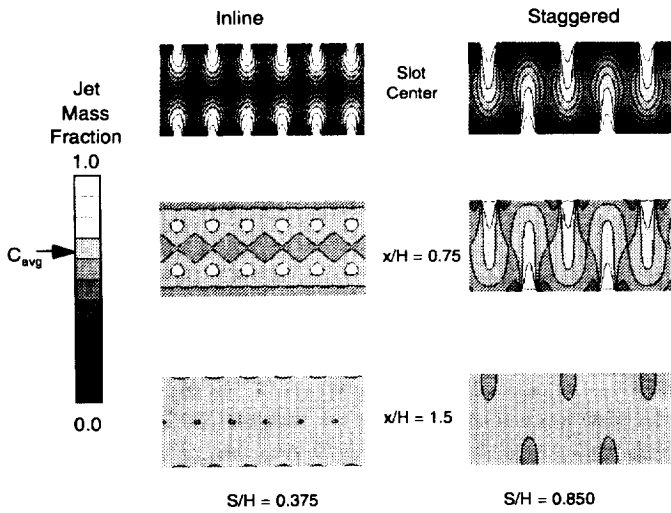 Inline
Staggered
Jet
Mass
Fraction
1.0
C_avg
0.0
Slot
Center
x/H = 0.75
x/H = 1.5
S/H = 0.375
S/H = 0.850